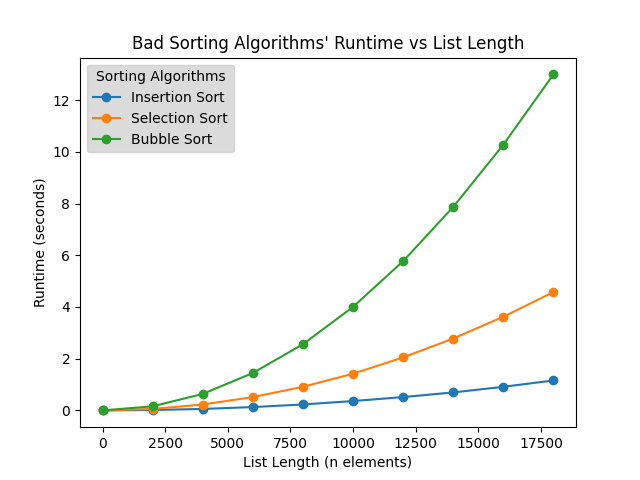 Bad Sorting Algorithms' Runtime vs List Length
Sorting Algorithms
Insertion Sort
Selection Sort
Bubble Sort
Runtime (seconds)
12
10
8
6
4
2
0
0 2500 5000 7500 10000 12500 15000 17500
List Length (n elements)